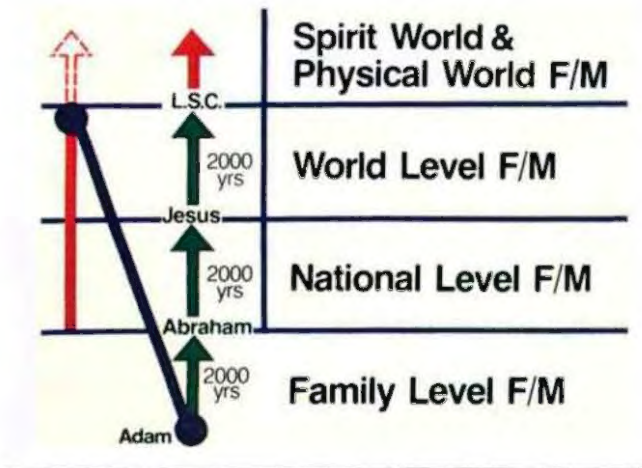 Spirit World &
Physical World F/M
L.S.C.
2000
yrs
World Level F/M
Jesus
2000
yrs
National Level F/M
Abraham
2000
yrs
Family Level F/M
Adam